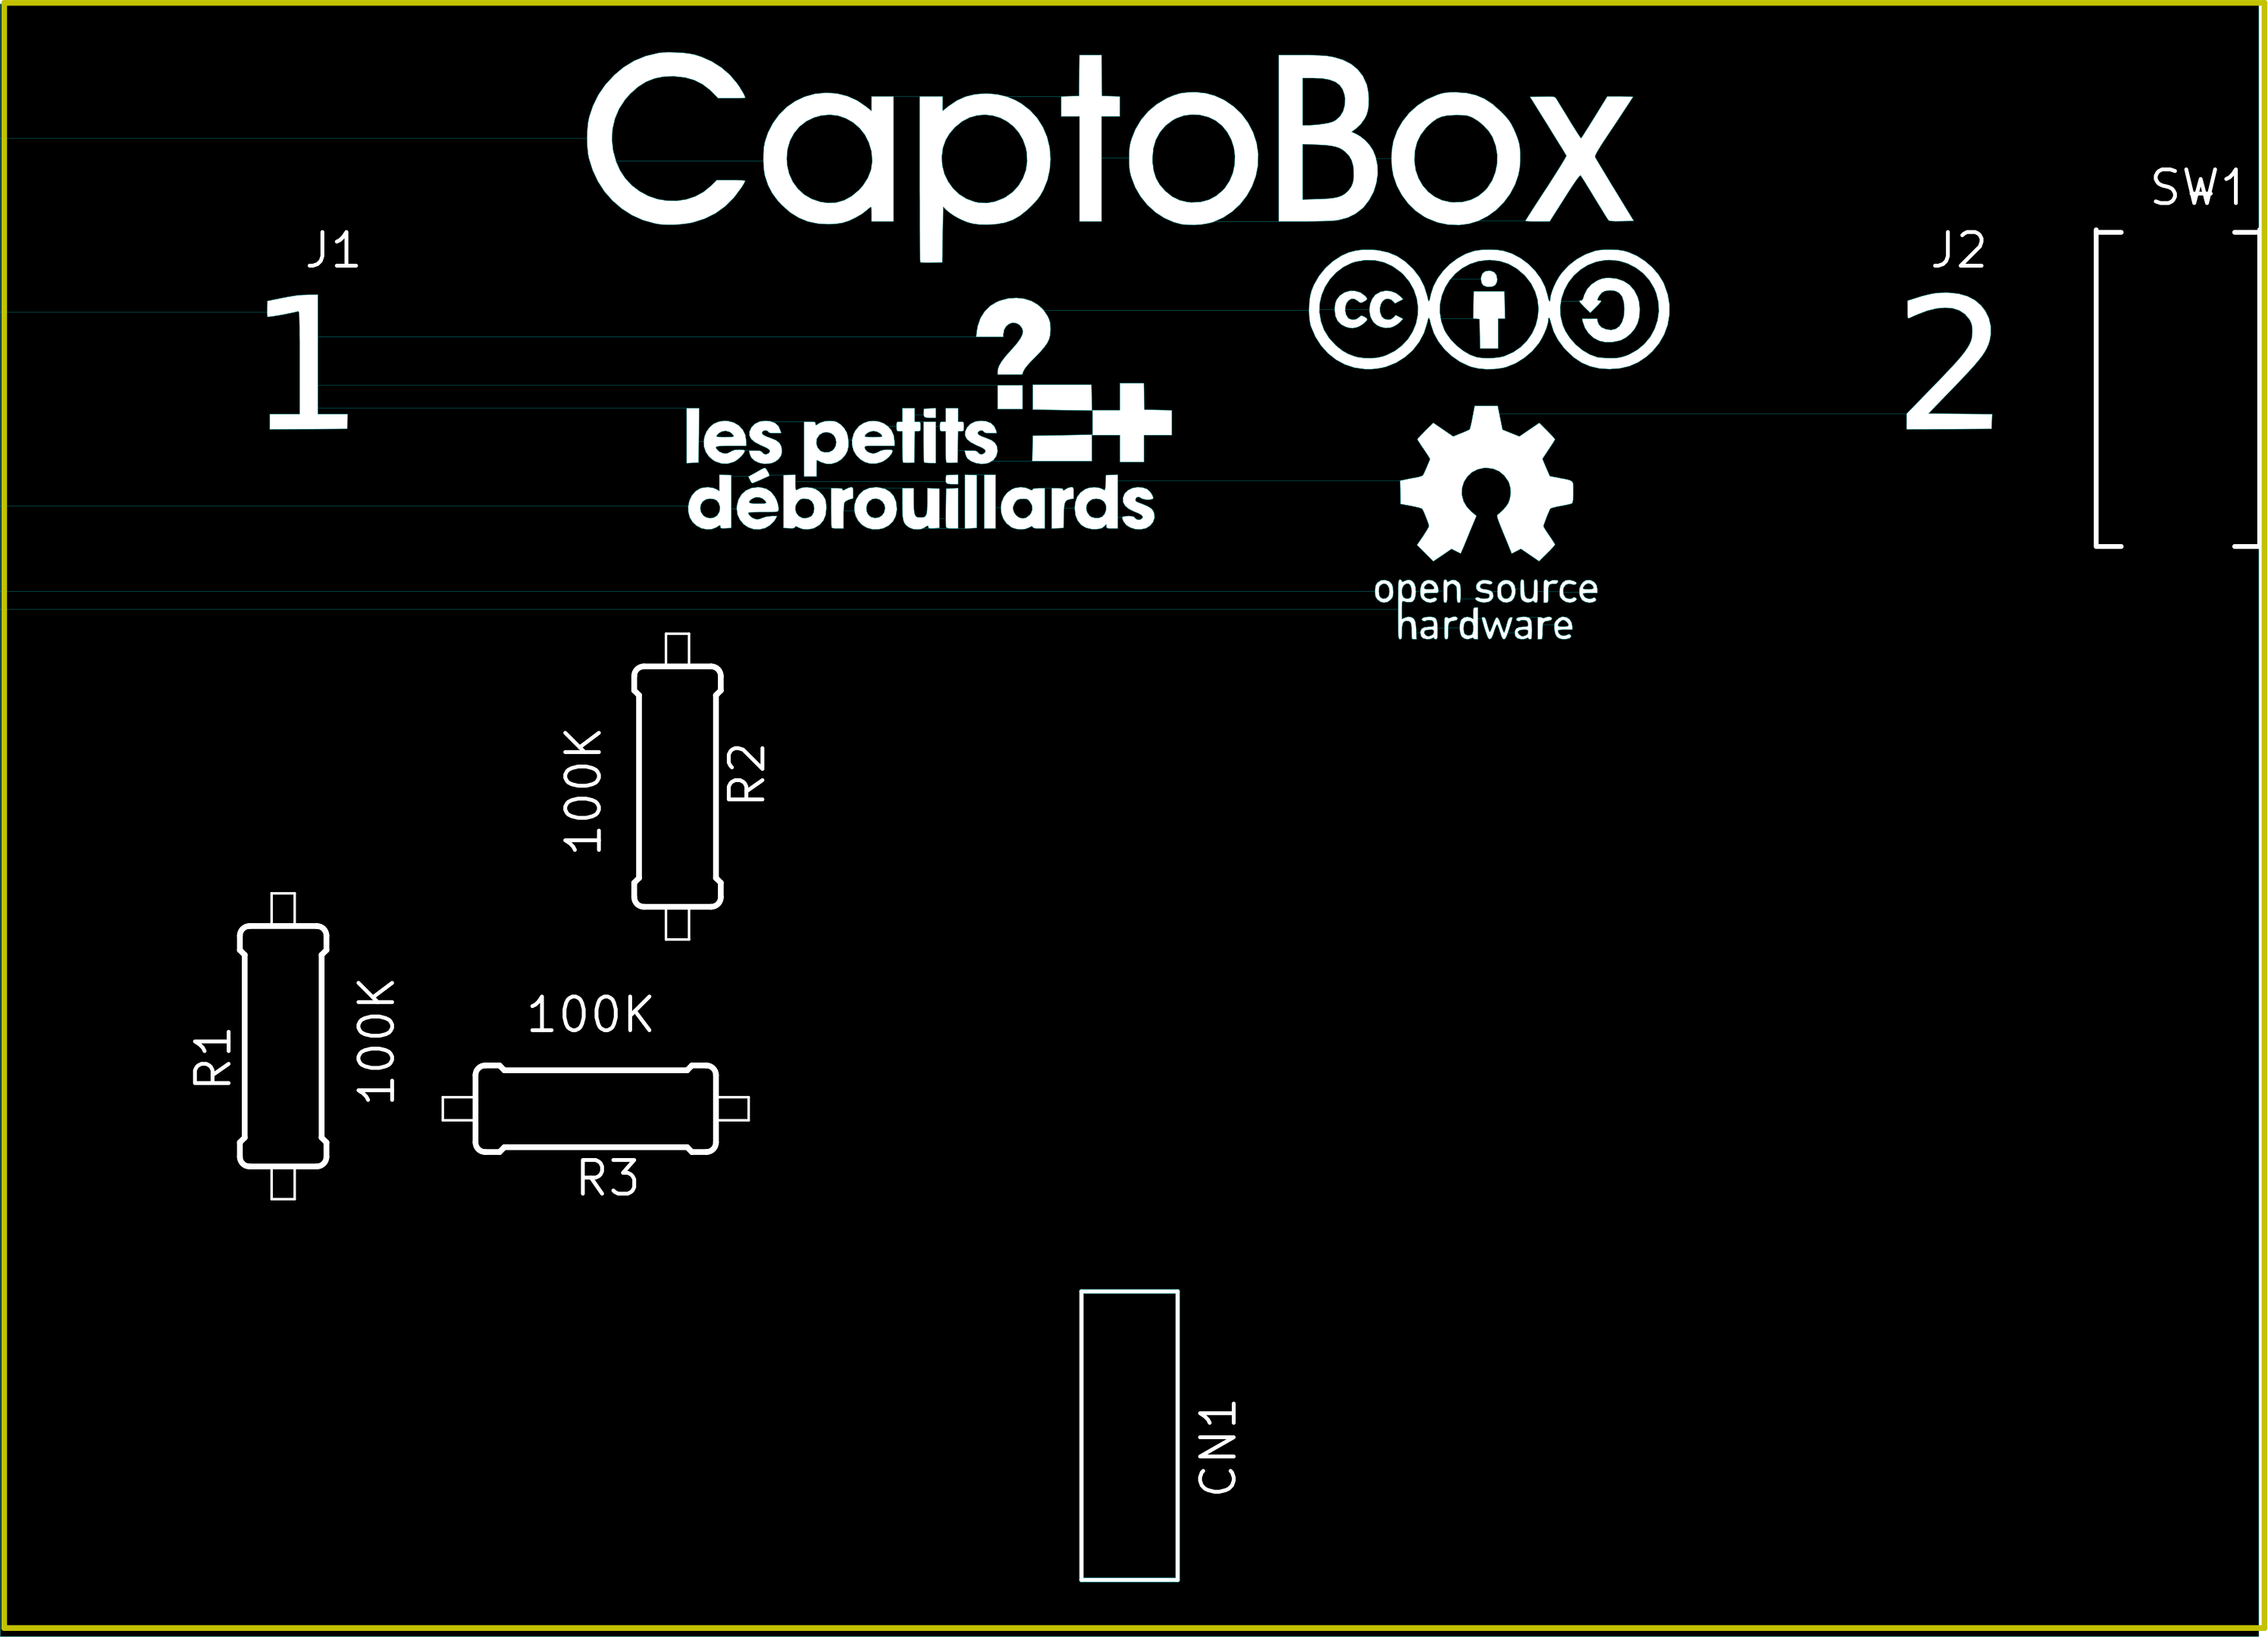 CaptoBox
SW1
J1
J2
cc
1
2
les petits
débrouillards
open source
hardware
100K
R2
R1
100K
100K
R3
CN1